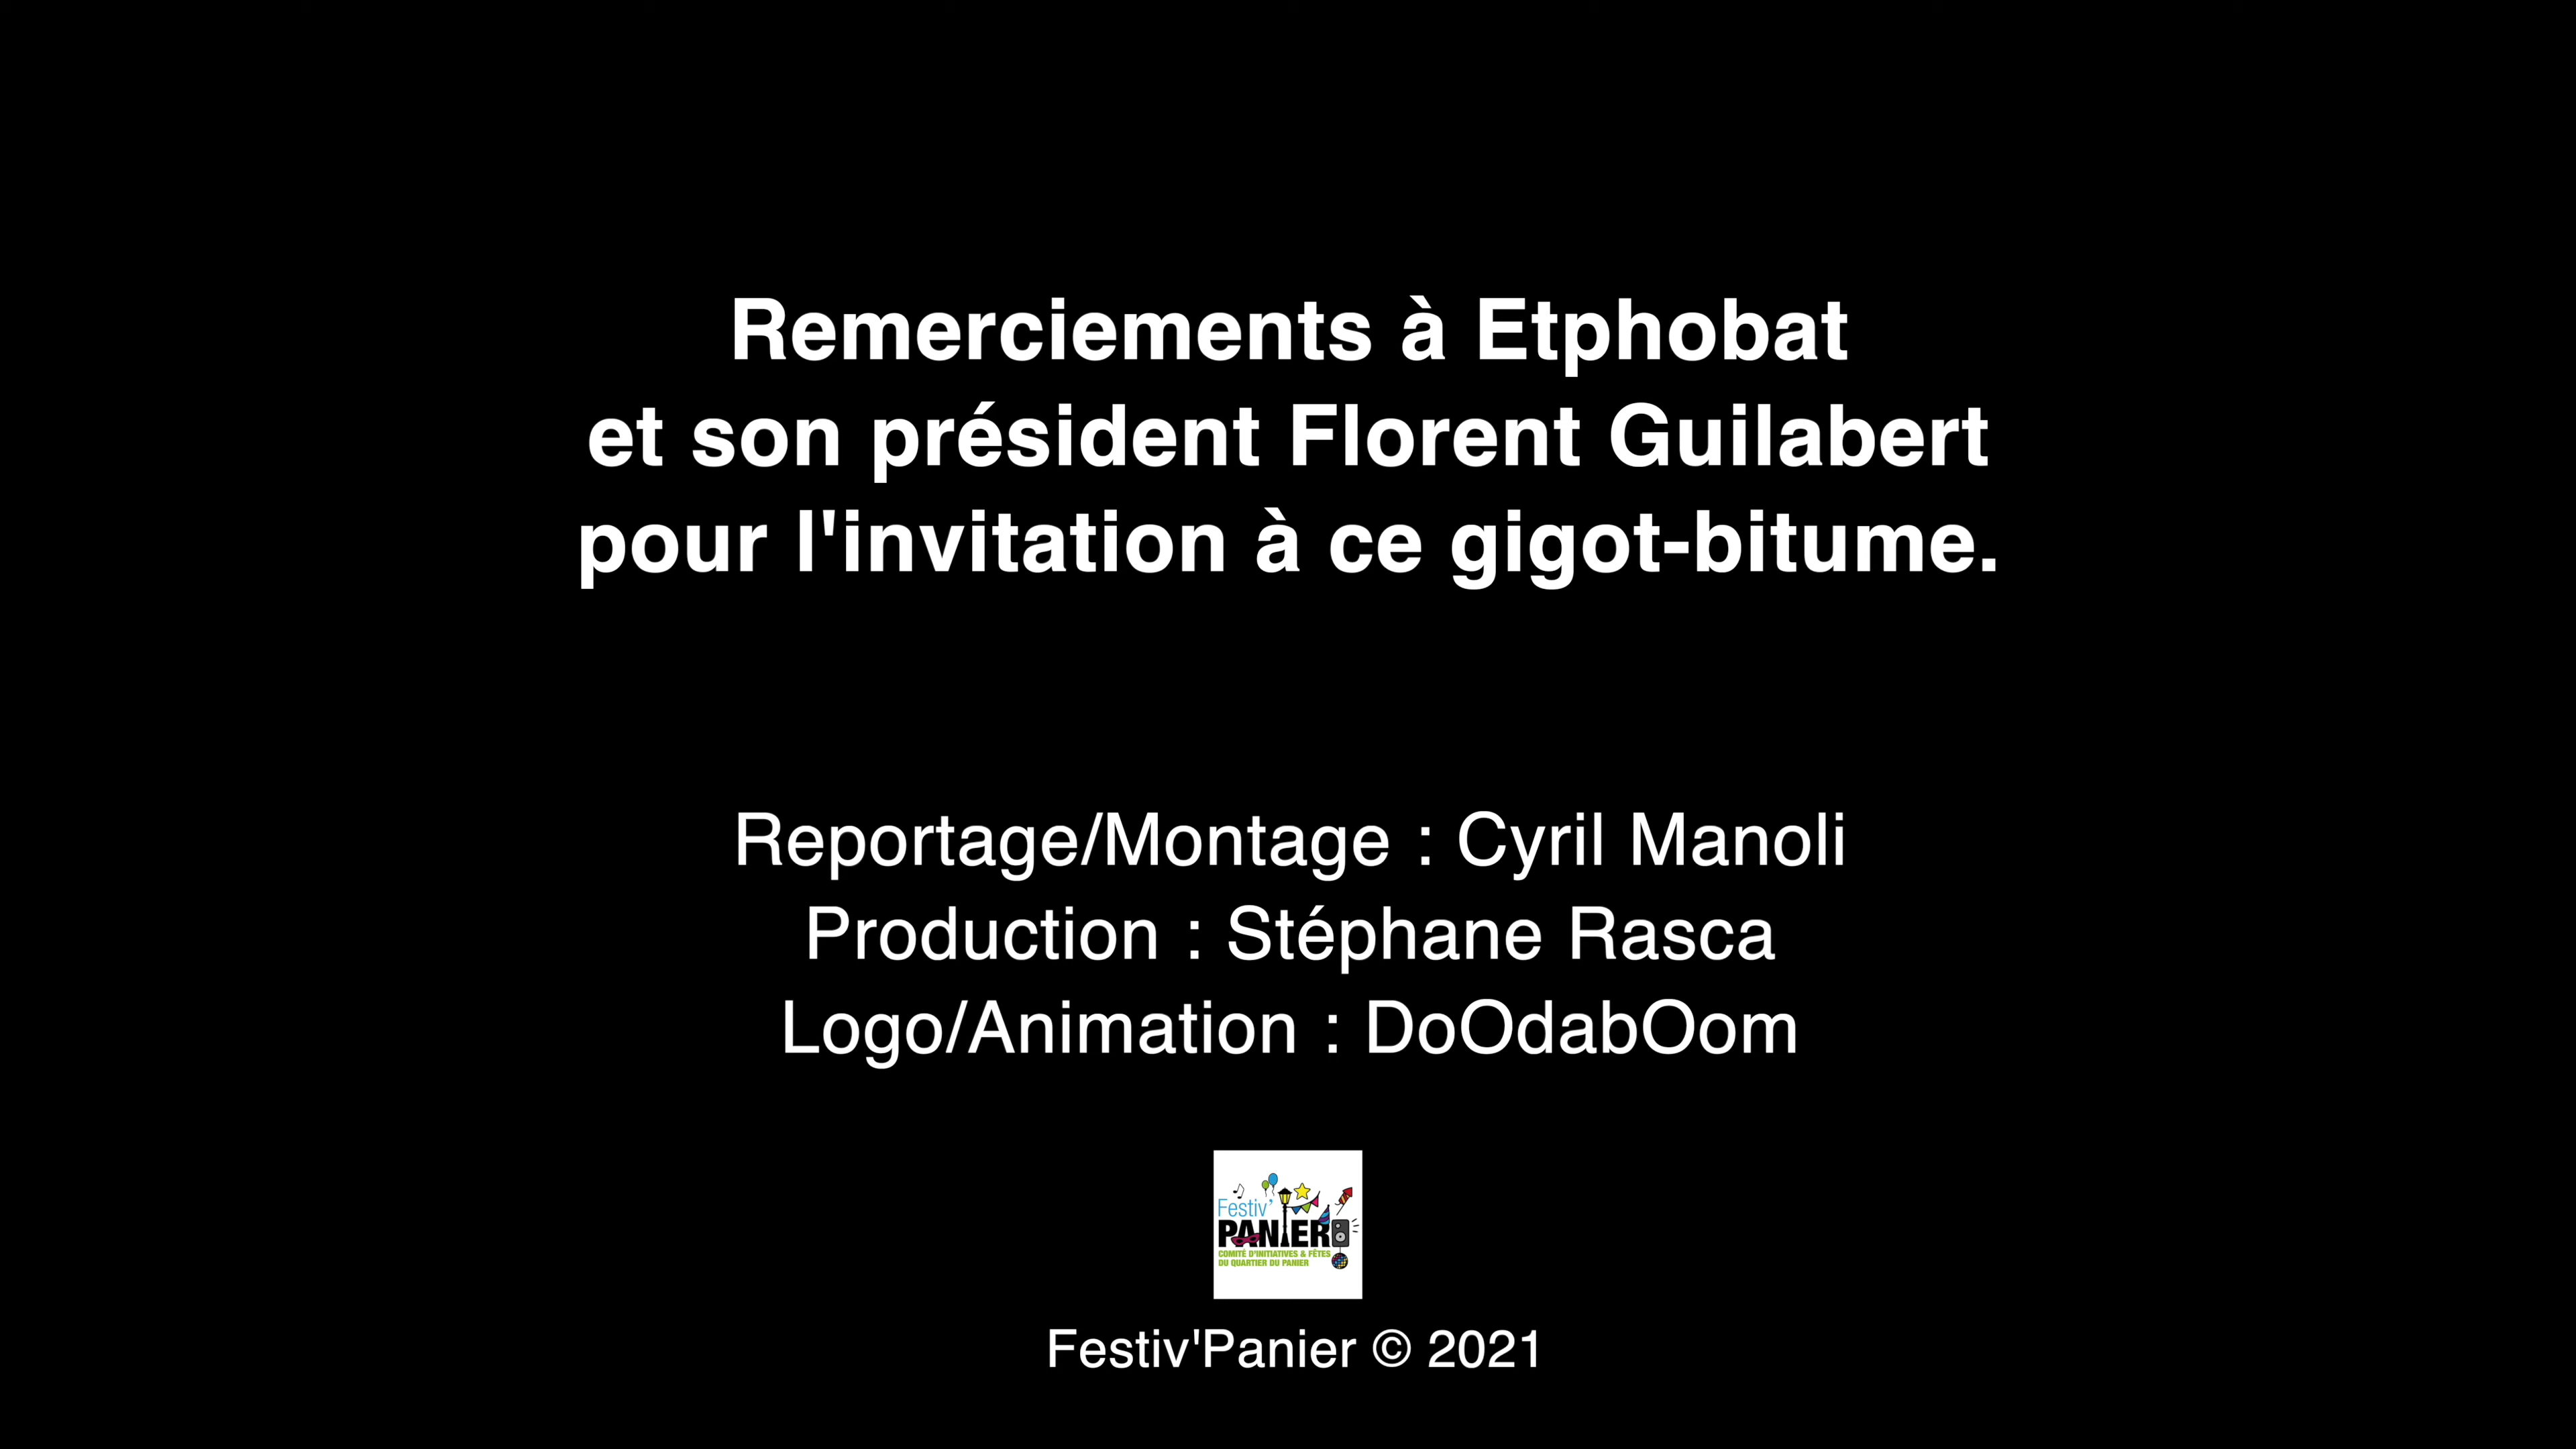 Remerciements à Etphobat
et son président Florent Guilabert
pour l'invitation à ce gigot-bitume.
Reportage/Montage : Cyril Manoli
Production : Stéphane Rasca
Logo/Animation : DoOdabOom
Festiv'
PANIER
COMITÉ D'INITIATIVES & FÊTES
DU QUARTIER DU PANIER
Festiv'Panier © 2021